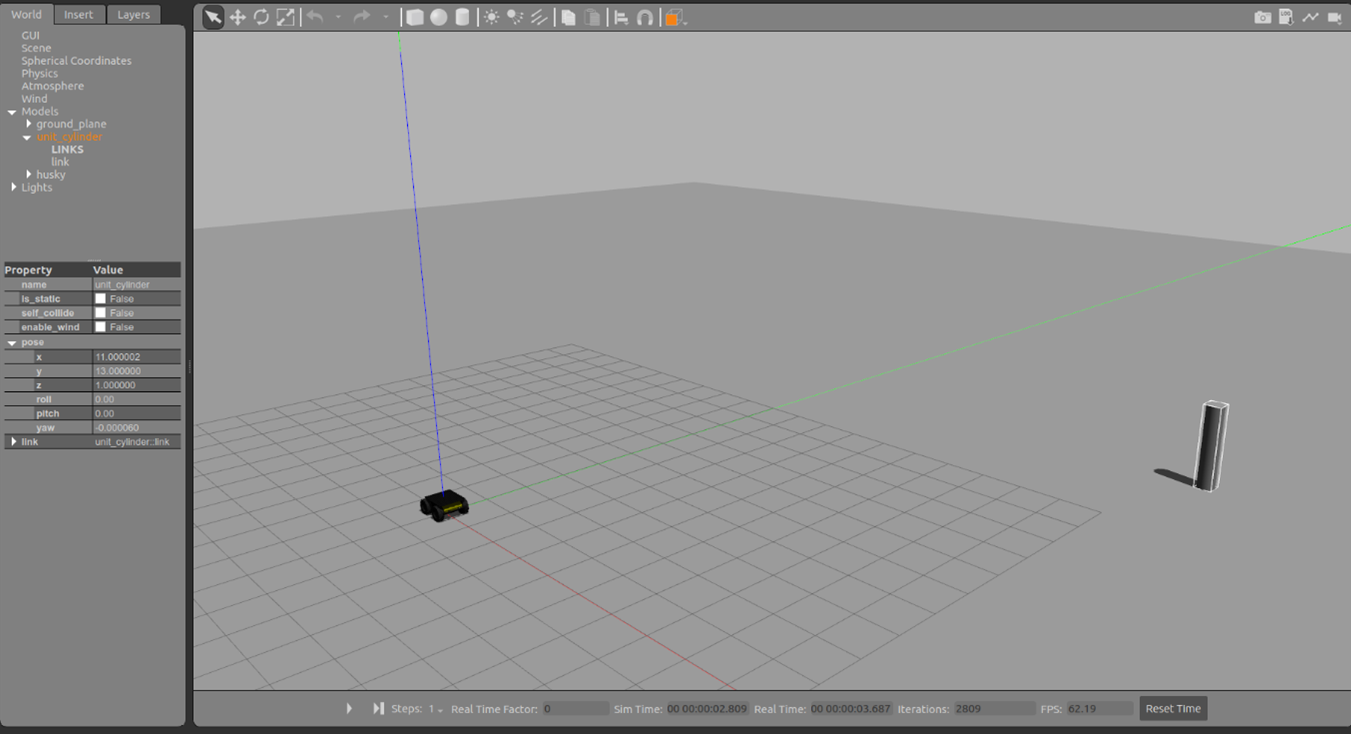 World Insert Layers
GUI
Scene
Spherical Coordinates
Physics
Atmosphere
Wind
Models
ground_plane
unit_cylinder
LINKS
link
husky
Lights
Property Value
name unit_cylinder
is_static False
self_collide False
enable_wind False
pose
x 11.000002
y 13.000000
z 1.000000
roll 0.00
pitch 0.00
yaw -0.000060
link unit_cylinder::link
LOG
Steps: 1 Real Time Factor: 0 Sim Time: 00 00:00:02.809 Real Time: 00 00:00:03.687 Iterations: 2809 FPS: 62.19 Reset Time